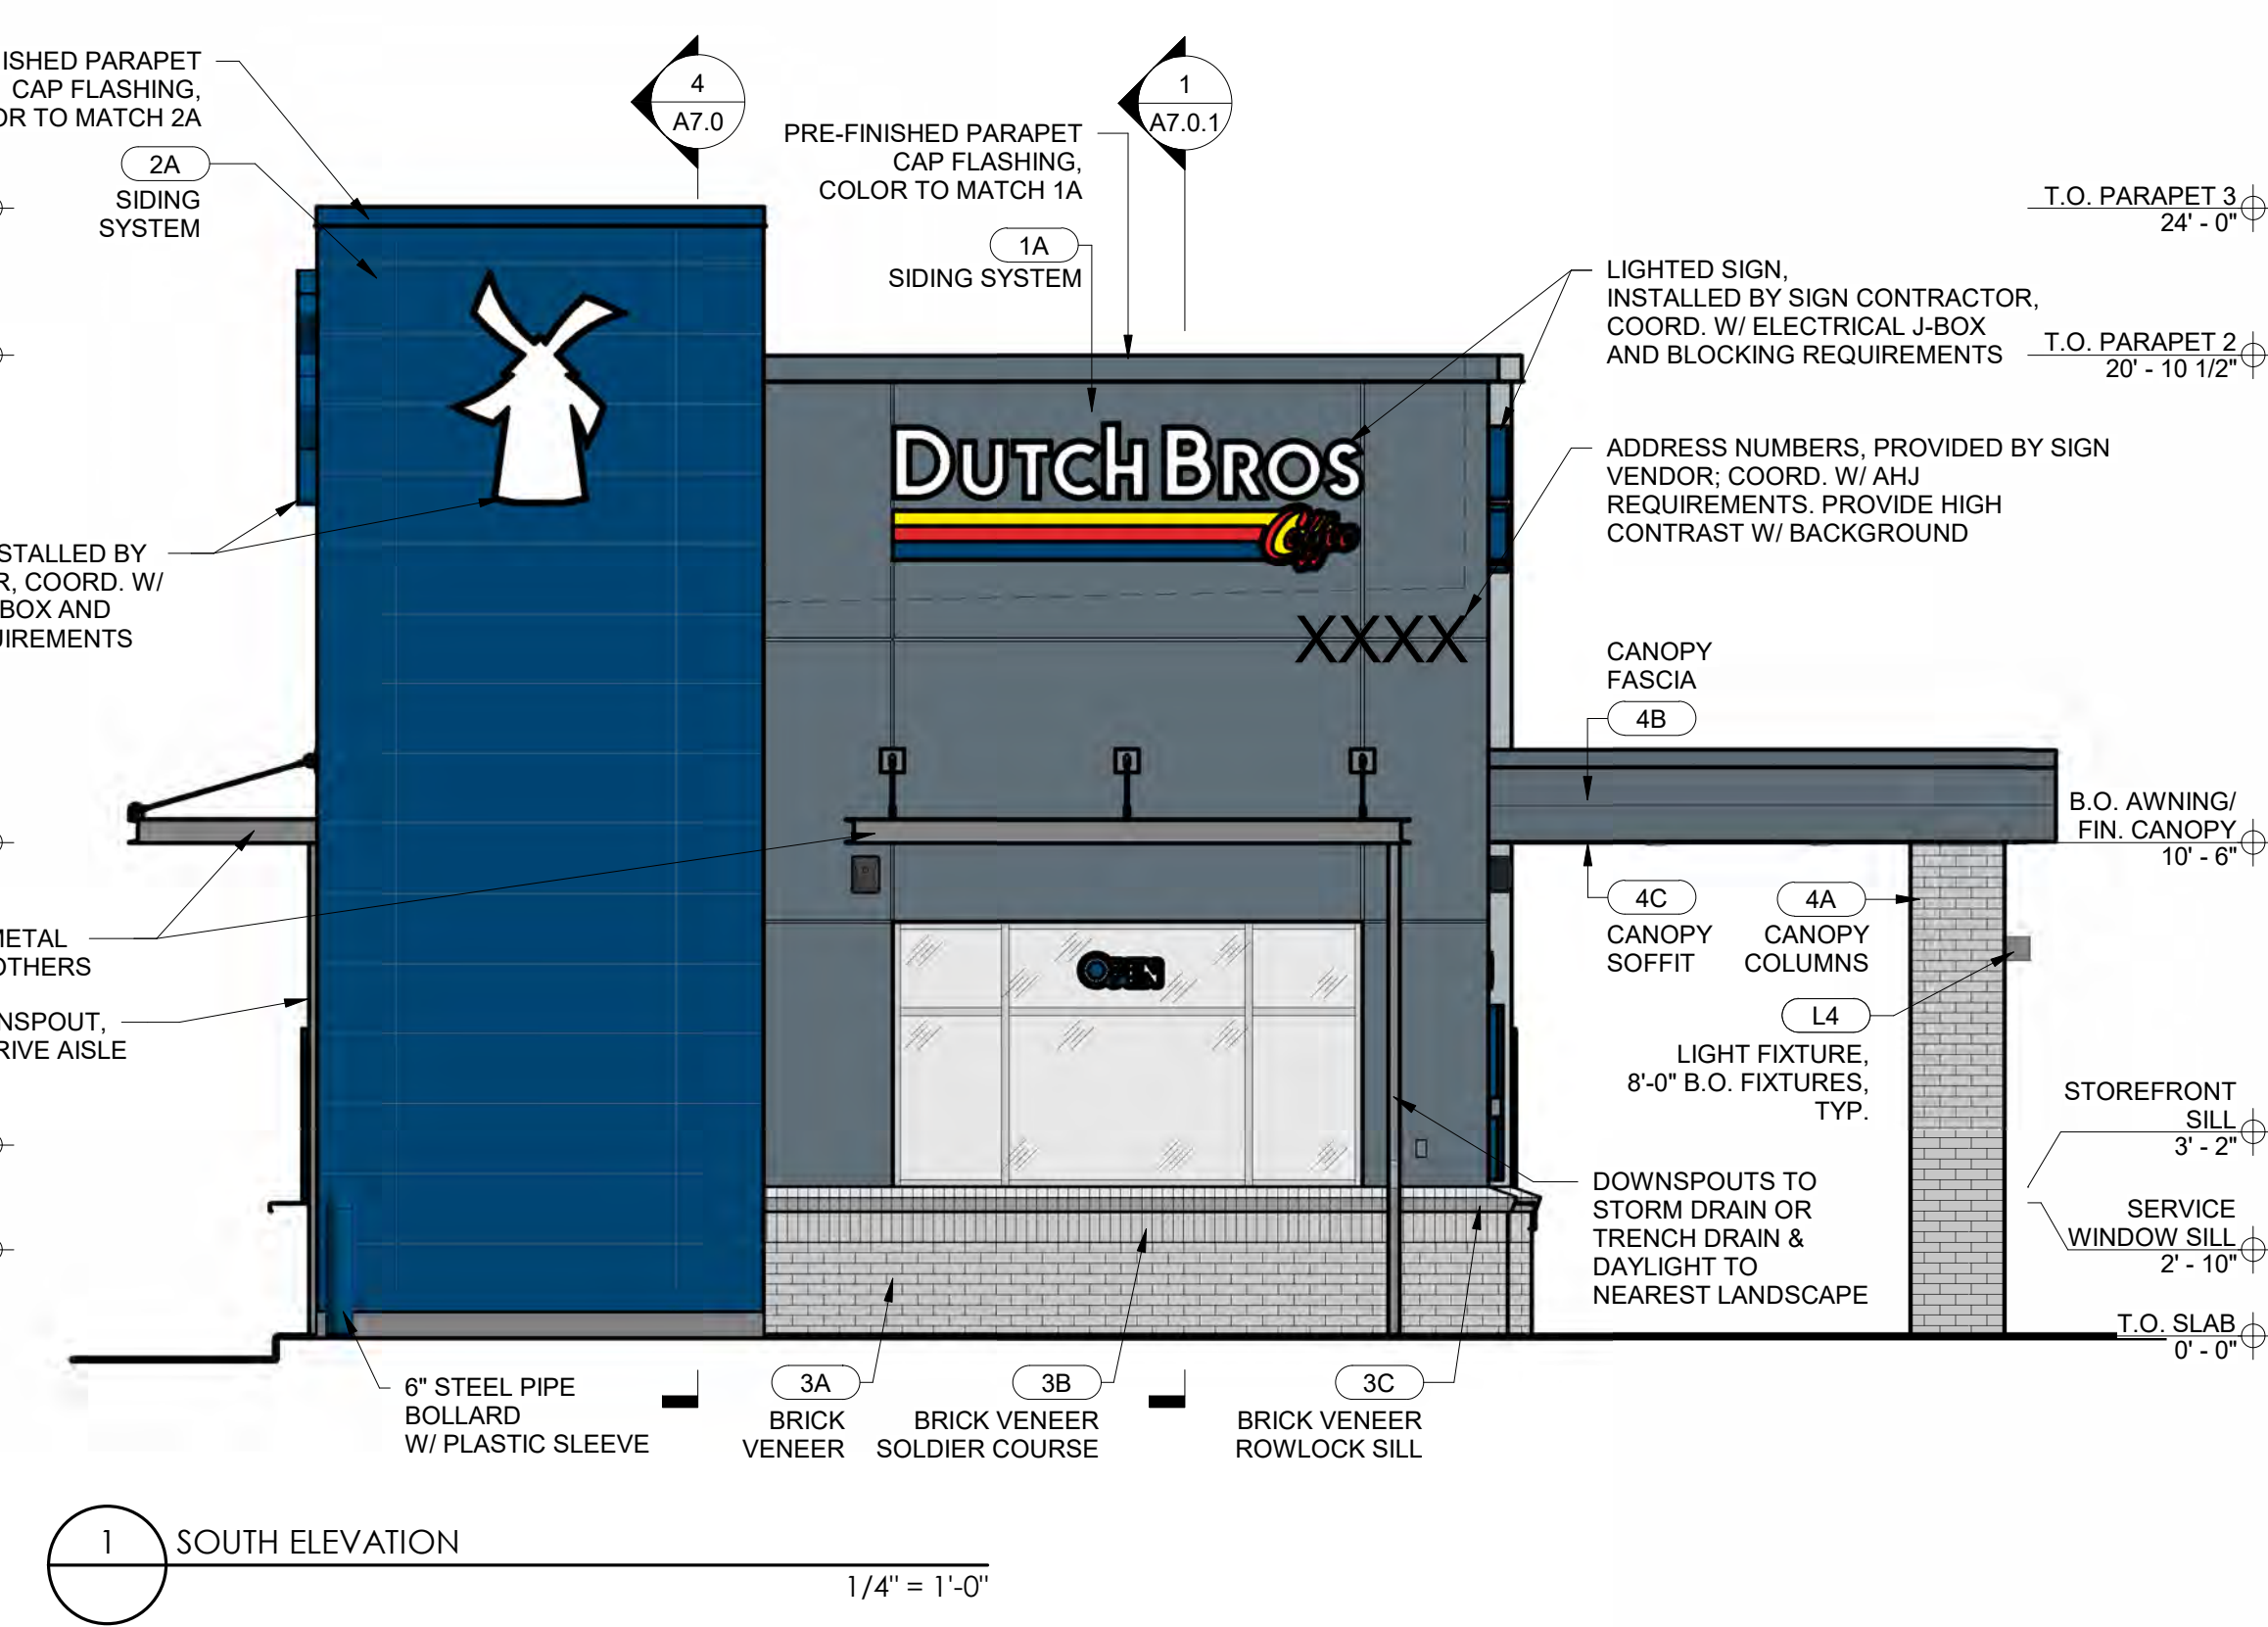 ISHED PARAPET
CAP FLASHING,
OR TO MATCH 2A
2A
SIDING
SYSTEM
4
A7.0
1
A7.0.1
PRE-FINISHED PARAPET
CAP FLASHING,
COLOR TO MATCH 1A
1A
SIDING SYSTEM
T.O. PARAPET 3
24' - 0"
LIGHTED SIGN,
INSTALLED BY SIGN CONTRACTOR,
COORD. W/ ELECTRICAL J-BOX
AND BLOCKING REQUIREMENTS
T.O. PARAPET 2
20' - 10 1/2"
DUTCH BROS
Coffee
ADDRESS NUMBERS, PROVIDED BY SIGN
VENDOR; COORD. W/ AHJ
REQUIREMENTS. PROVIDE HIGH
CONTRAST W/ BACKGROUND
STALLED BY
R, COORD. W/
BOX AND
UIREMENTS
XXXX
CANOPY
FASCIA
4B
B.O. AWNING/
FIN. CANOPY
10' - 6"
METAL
OTHERS
4C
CANOPY
SOFFIT
4A
CANOPY
COLUMNS
OPEN
NSPOUT,
RIVE AISLE
L4
LIGHT FIXTURE,
8'-0" B.O. FIXTURES,
TYP.
STOREFRONT
SILL
3' - 2"
DOWNSPOUTS TO
STORM DRAIN OR
TRENCH DRAIN &
DAYLIGHT TO
NEAREST LANDSCAPE
SERVICE
WINDOW SILL
2' - 10"
T.O. SLAB
0' - 0"
6" STEEL PIPE
BOLLARD
W/ PLASTIC SLEEVE
3A
BRICK
VENEER
3B
BRICK VENEER
SOLDIER COURSE
3C
BRICK VENEER
ROWLOCK SILL
1
SOUTH ELEVATION
1/4" = 1'-0"